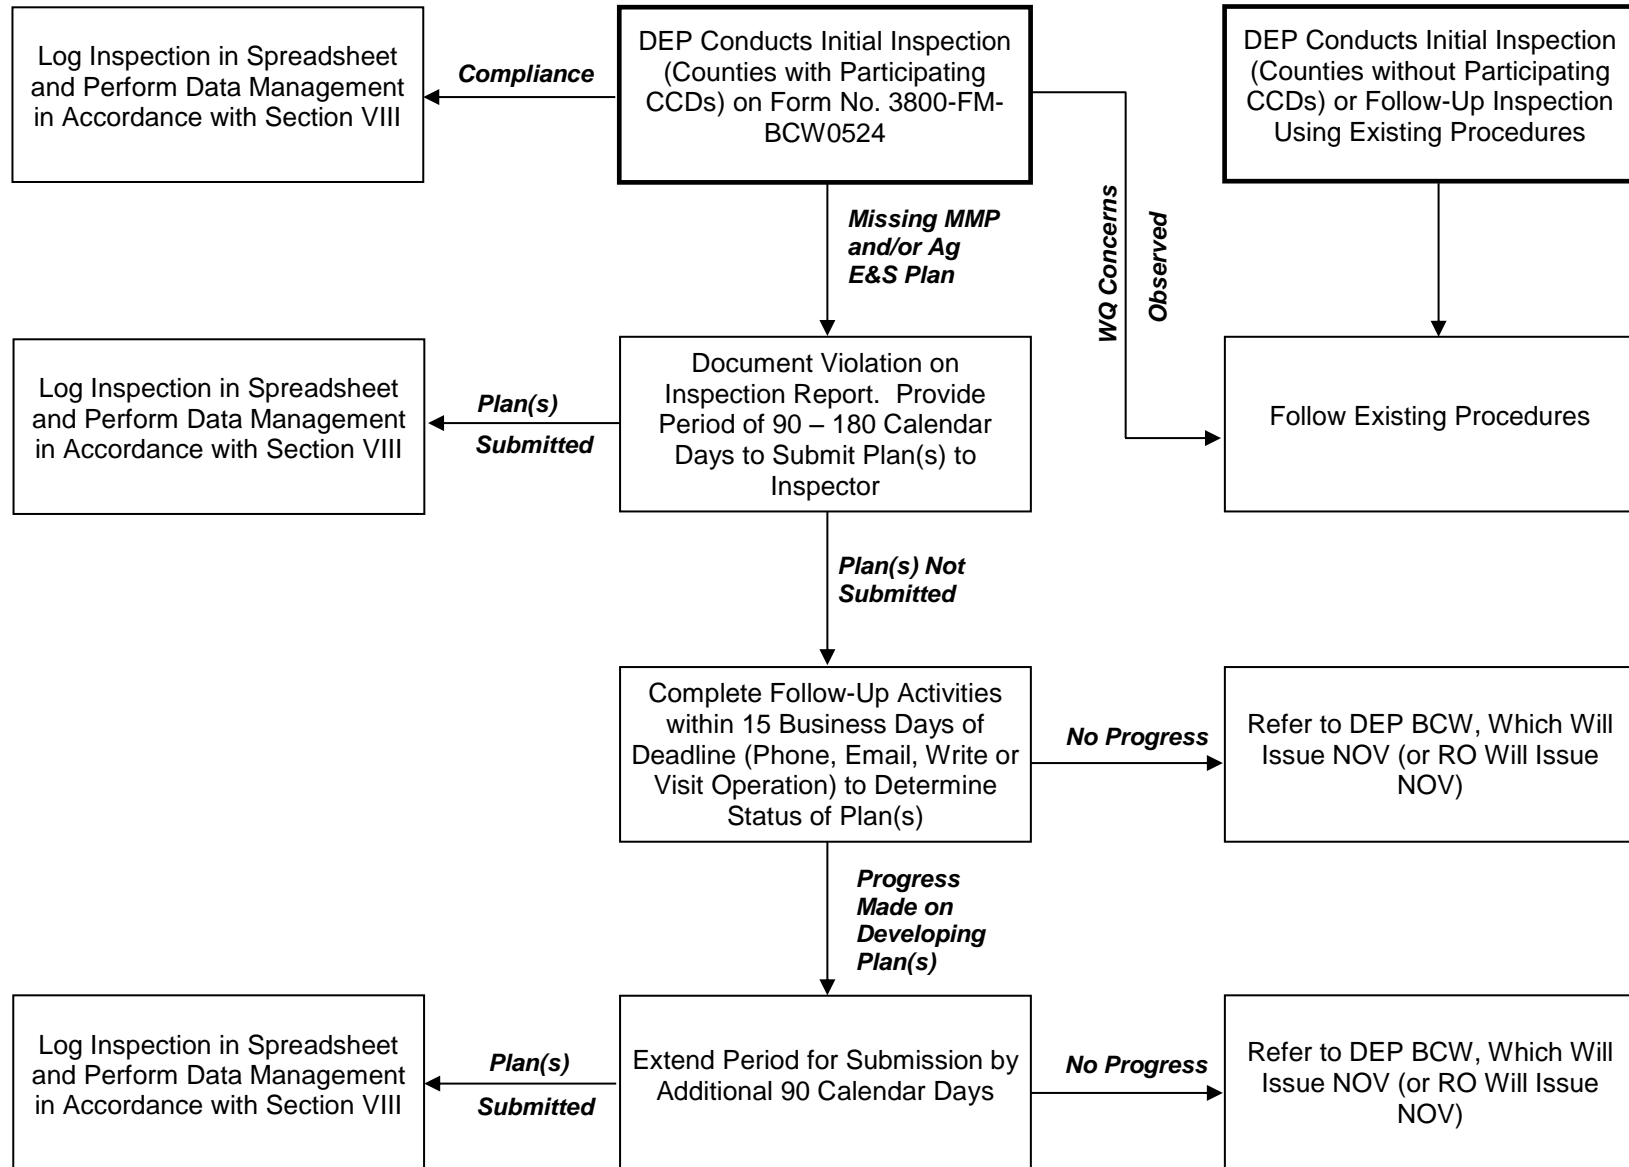 Log Inspection in Spreadsheet
and Perform Data Management
in Accordance with Section VIII
Compliance
DEP Conducts Initial Inspection
(Counties with Participating
CCDs) on Form No. 3800-FM-
BCW0524
DEP Conducts Initial Inspection
(Counties without Participating
CCDs) or Follow-Up Inspection
Using Existing Procedures
Missing MMP
and/or Ag
E&S Plan
WQ Concerns
Observed
Log Inspection in Spreadsheet
and Perform Data Management
in Accordance with Section VIII
Plan(s)
Submitted
Document Violation on
Inspection Report.  Provide
Period of 90 – 180 Calendar
Days to Submit Plan(s) to
Inspector
Follow Existing Procedures
Plan(s) Not
Submitted
Complete Follow-Up Activities
within 15 Business Days of
Deadline (Phone, Email, Write or
Visit Operation) to Determine
Status of Plan(s)
No Progress
Refer to DEP BCW, Which Will
Issue NOV (or RO Will Issue
NOV)
Progress
Made on
Developing
Plan(s)
Log Inspection in Spreadsheet
and Perform Data Management
in Accordance with Section VIII
Plan(s)
Submitted
Extend Period for Submission by
Additional 90 Calendar Days
No Progress
Refer to DEP BCW, Which Will
Issue NOV (or RO Will Issue
NOV)